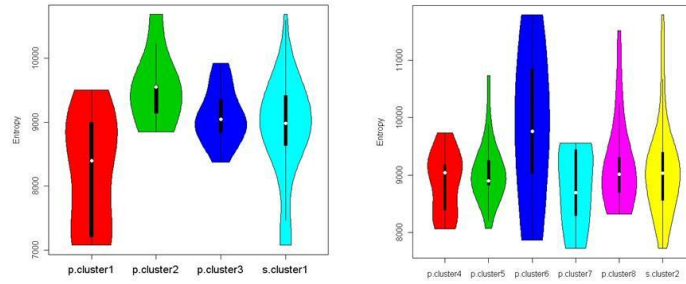 Entropy
10000
9000
8000
7000
p.cluster1 p.cluster2 p.cluster3 s.cluster1
Entropy
11000
10000
9000
8000
p.cluster4 p.cluster5 p.cluster6 p.cluster7 p.cluster8 s.cluster2